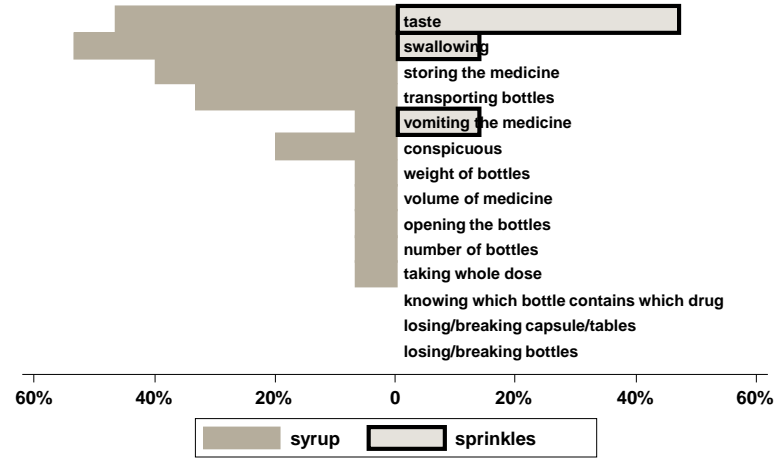 taste
swallowing
storing the medicine
transporting bottles
vomiting the medicine
conspicuous
weight of bottles
volume of medicine
opening the bottles
number of bottles
taking whole dose
knowing which bottle contains which drug
losing/breaking capsule/tables
losing/breaking bottles
60% 40% 20% 0 20% 40% 60%
syrup sprinkles